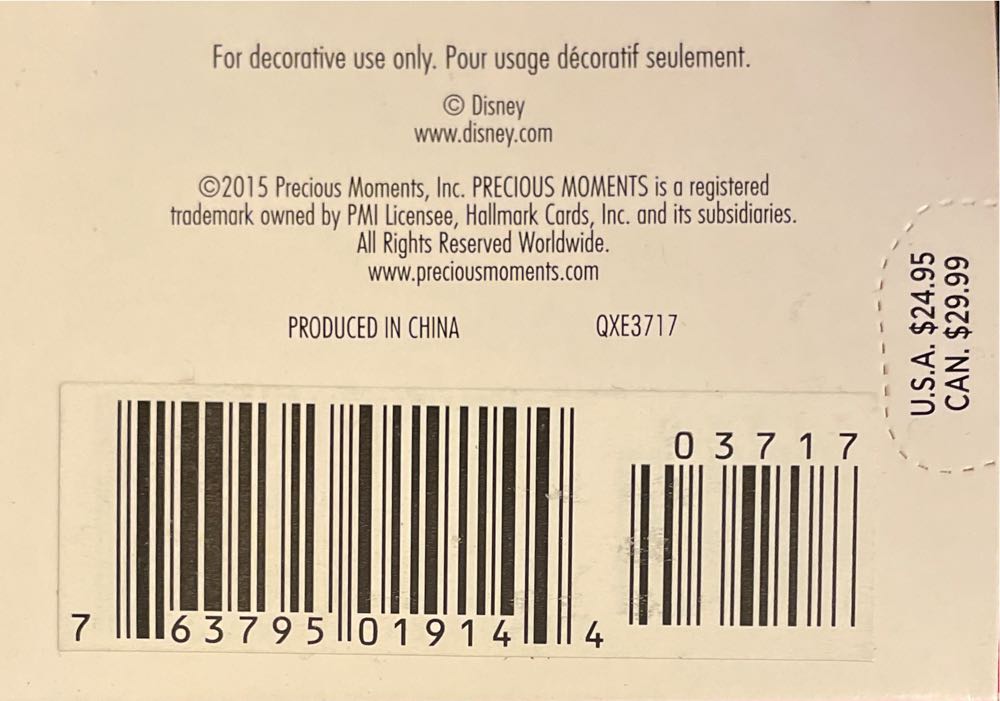 For decorative use only. Pour usage décoratif seulement.
© Disney
www.disney.com
©2015 Precious Moments, Inc. PRECIOUS MOMENTS is a registered
trademark owned by PMI Licensee, Hallmark Cards, Inc. and its subsidiaries.
All Rights Reserved Worldwide.
www.preciousmoments.com
PRODUCED IN CHINA QXE3717
U.S.A. $24.95
CAN. $29.99
03717
7 63795 01914 4